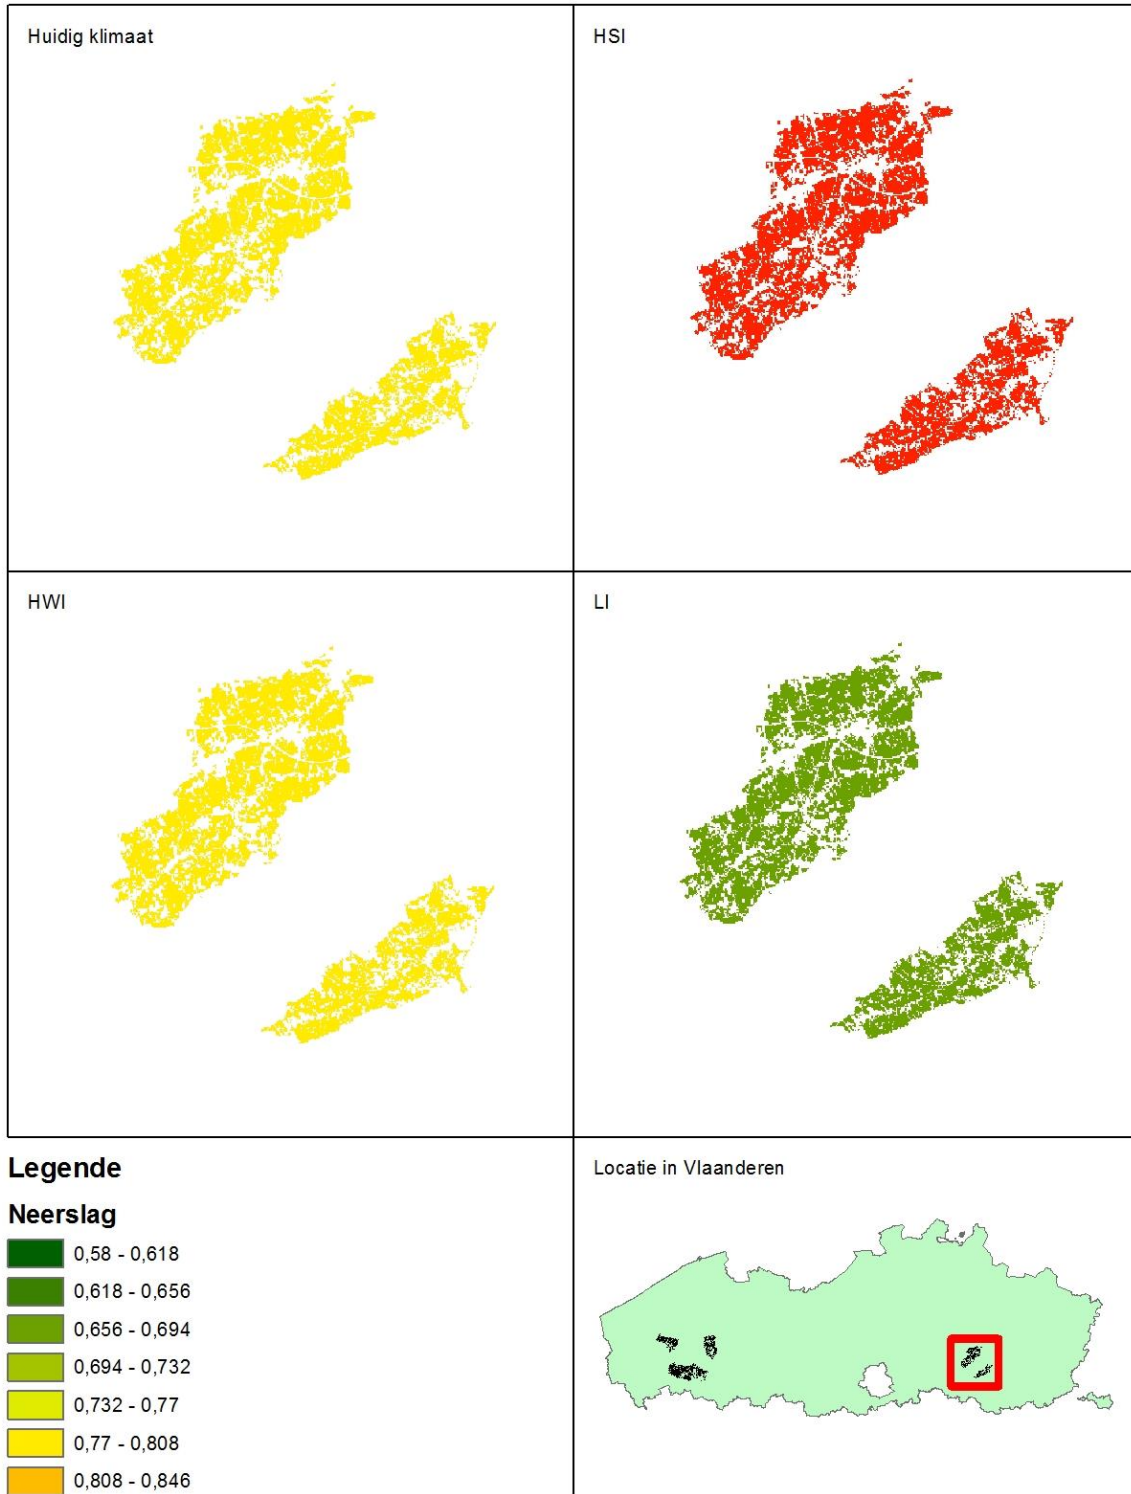 Huidig klimaat
HSI
HWI
LI
Legende
Neerslag
0,58 - 0,618
0,618 - 0,656
0,656 - 0,694
0,694 - 0,732
0,732 - 0,77
0,77 - 0,808
0,808 - 0,846
Locatie in Vlaanderen